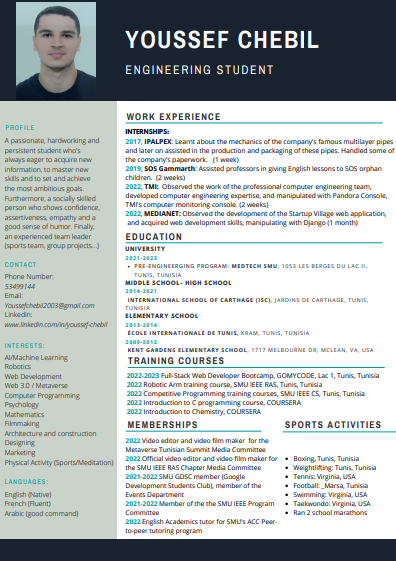 YOUSSEF CHEBIL
ENGINEERING STUDENT
PROFILE
A passionate, hardworking and
persistent student who's
always eager to acquire new
information, to master new
skills and to set and achieve
the most ambitious goals.
Furthermore, a socially skilled
person who shows confidence,
assertiveness, empathy and a
good sense of humor. Finally,
an experienced team leader
(sports team, group projects...)
CONTACT
Phone Number:
53499144
Email:
Youssefchebil2003@gmail.com
LinkedIn:
www.linkedin.com/in/youssef-chebil
INTERESTS:
AI/Machine Learning
Robotics
Web Development
Web 3.0 / Metaverse
Computer Programming
Psychology
Mathematics
Filmmaking
Architecture and construction
Designing
Marketing
Physical Activity (Sports/Meditation)
LANGUAGES:
English (Native)
French (Fluent)
Arabic (good command)
WORK EXPERIENCE
INTERNSHIPS:
2017, IPALPEX: Learnt about the mechanics of the company's famous multilayer pipes
and later on assisted in the production and packaging of these pipes. Handled some of
the company's paperwork. (1 week)
2019, SOS Gammarth: Assisted professors in giving English lessons to SOS orphan
children. (2 weeks)
2022, TMI: Observed the work of the professional computer engineering team,
developed computer engineering expertise, and manipulated with Pandora Console,
TMI's computer monitoring console. (2 weeks)
2022, MEDIANET: Observed the development of the Startup Village web application,
and acquired web development skills, manipulating with Django (1 month)
EDUCATION
UNIVERSITY
2021-2023
• PRE-ENGINEERGING PROGRAM: MEDTECH SMU, 1053 LES BERGES DU LAC II,
TUNIS, TUNISIA
MIDDLE SCHOOL- HIGH SCHOOL
2014-2021
INTERNATIONAL SCHOOL OF CARTHAGE (ISC), JARDINS DE CARTHAGE, TUNIS,
TUNISIA
ELEMENTARY SCHOOL
2013-2014
ÉCOLE INTERNATIONALE DE TUNIS, KRAM, TUNIS, TUNISIA
2009-2013
KENT GARDENS ELEMENTARY SCHOOL, 1717 MELBOURNE DR, MCLEAN, VA, USA
TRAINING COURSES
2022-2023 Full-Stack Web Developer Bootcamp, GOMYCODE, Lac 1, Tunis, Tunisia
2022 Robotic Arm training course, SMU IEEE RAS, Tunis, Tunisia
2022 Competitive Programming training courses, SMU IEEE CS, Tunis, Tunisia
2022 Introduction to C programming course, COURSERA
2022 Introduction to Chemistry, COURSERA
MEMBERSHIPS
2022 Video editor and video film maker for the
Metaverse Tunisian Summit Media Committee
2022 Official video editor and video film maker for
the SMU IEEE RAS Chapter Media Committee
2021-2022 SMU GDSC member (Google
Development Students Club), member of the
Events Department
2021-2022 Member of the the SMU IEEE Program
Committee
2022 English Academics tutor for SMU's ACC Peer-
to-peer tutoring program
SPORTS ACTIVITIES
• Boxing, Tunis, Tunisia
• Weightlifting: Tunis, Tunisia
• Tennis: Virginia, USA
• Football: _Marsa, Tunisia
• Swimming: Virginia, USA
• Taekwondo: Virginia, USA
• Ran 2 school marathons